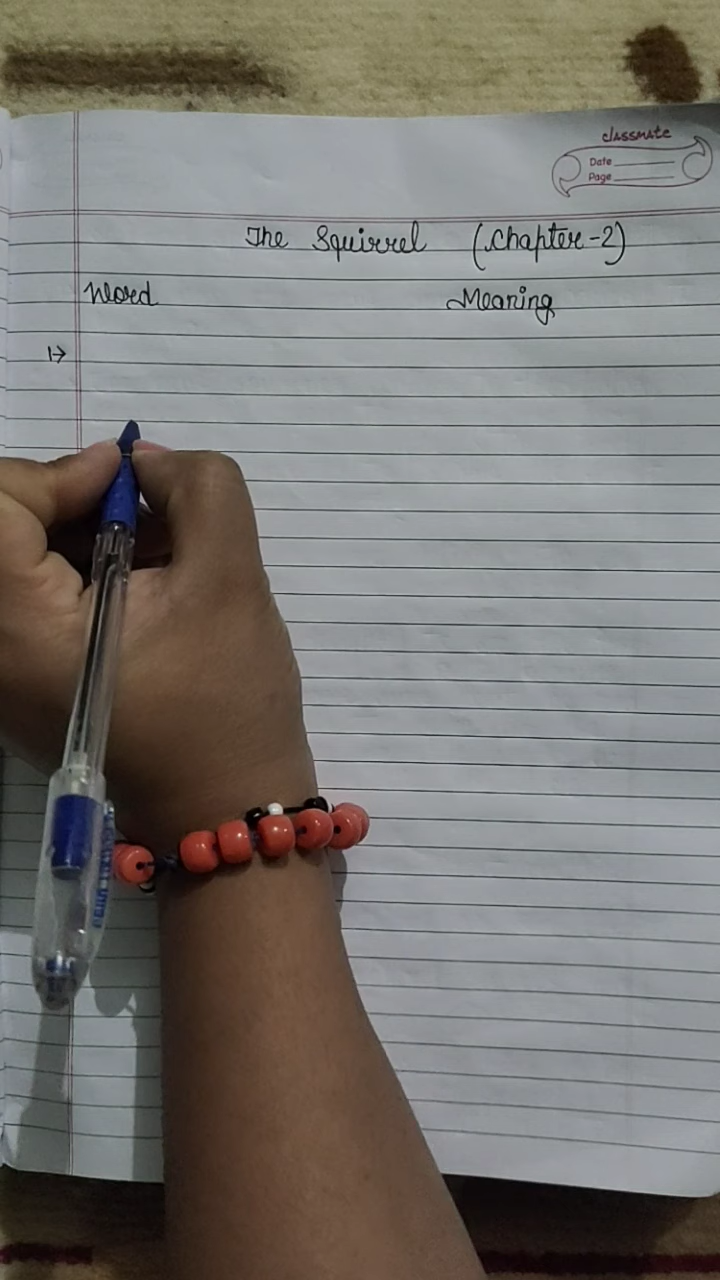 classmate
Date
Page
The Squirrel (Chapter-2)
Word Meaning
1→